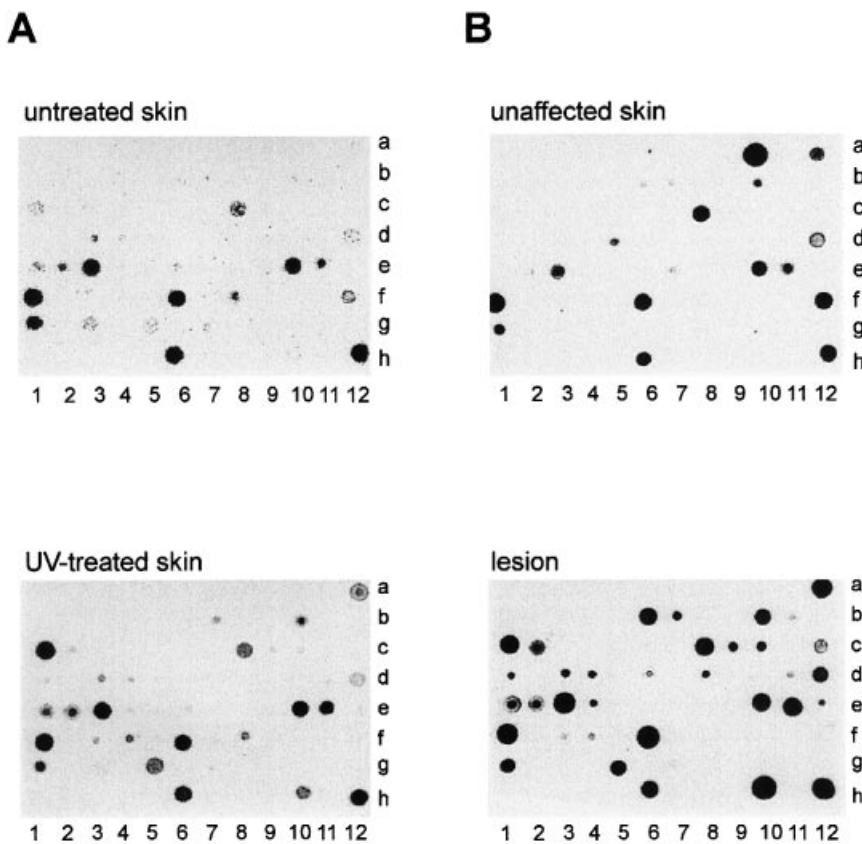 A
B
untreated skin
unaffected skin
a
b
c
d
e
f
g
h
1 2 3 4 5 6 7 8 9 10 11 12
a
b
c
d
e
f
g
h
1 2 3 4 5 6 7 8 9 10 11 12
UV-treated skin
lesion
a
b
c
d
e
f
g
h
1 2 3 4 5 6 7 8 9 10 11 12
a
b
c
d
e
f
g
h
1 2 3 4 5 6 7 8 9 10 11 12